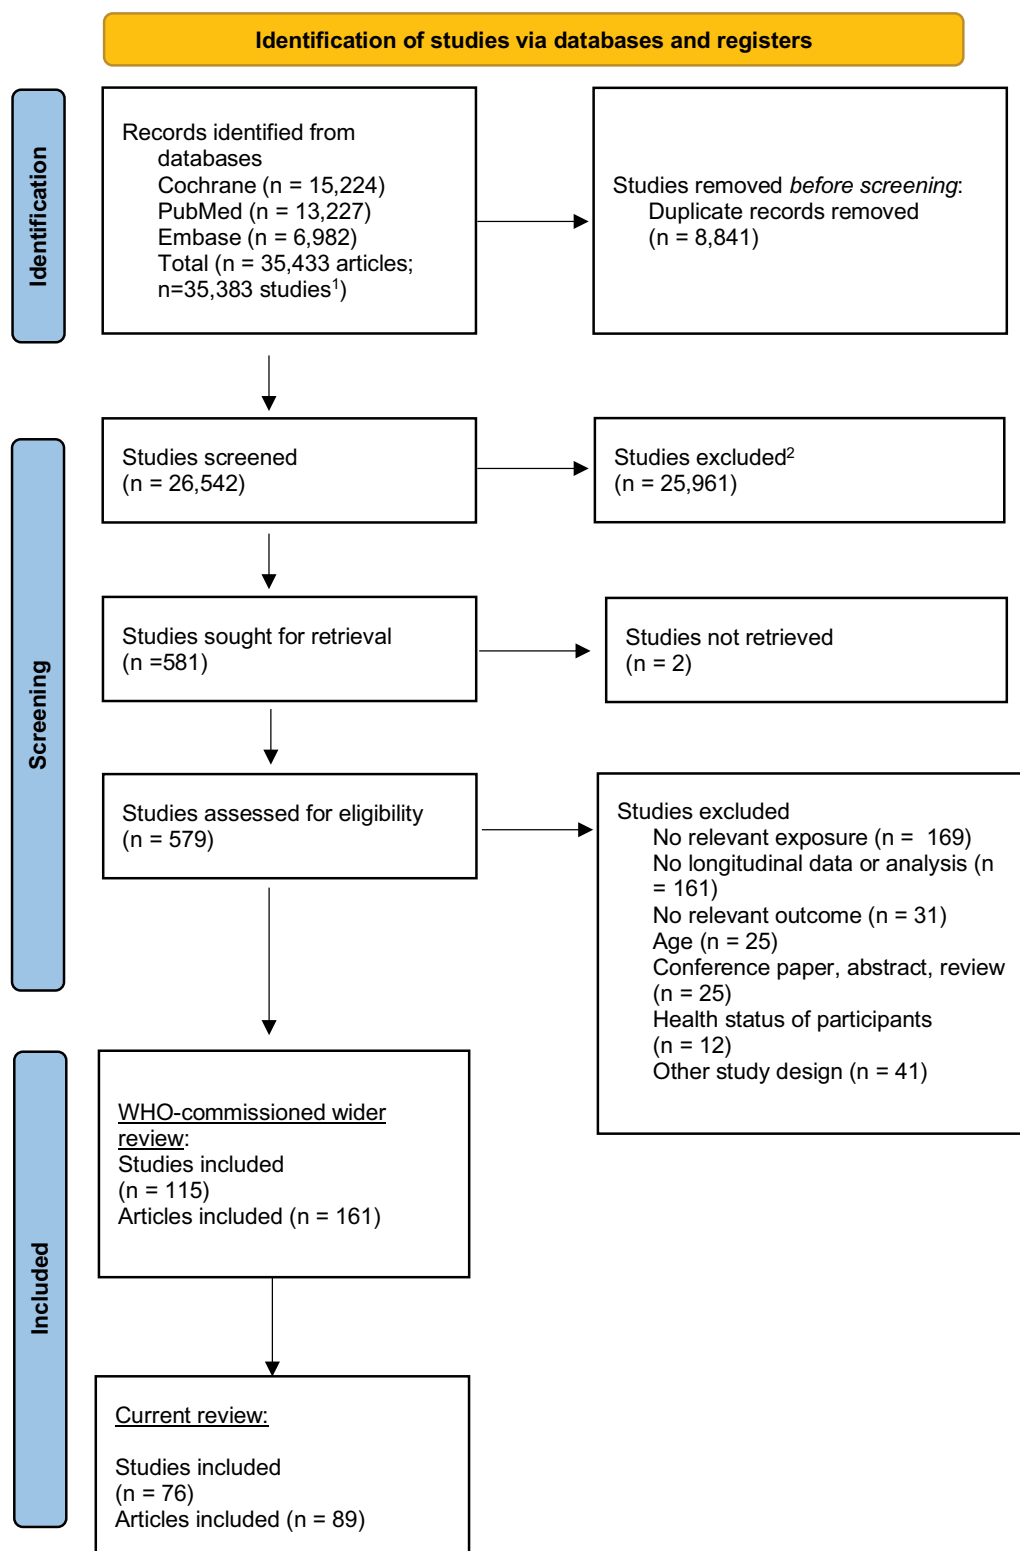 Identification of studies via databases and registers
Identification
Records identified from
databases
Cochrane (n = 15,224)
PubMed (n = 13,227)
Embase (n = 6,982)
Total (n = 35,433 articles;
n=35,383 studies1)
Studies removed before screening:
Duplicate records removed
(n = 8,841)
Screening
Studies screened
(n = 26,542)
Studies excluded2
(n = 25,961)
Studies sought for retrieval
(n =581)
Studies not retrieved
(n = 2)
Studies assessed for eligibility
(n = 579)
Studies excluded
No relevant exposure (n =  169)
No longitudinal data or analysis (n
= 161)
No relevant outcome (n = 31)
Age (n = 25)
Conference paper, abstract, review
(n = 25)
Health status of participants
(n = 12)
Other study design (n = 41)
Included
WHO-commissioned wider
review:
Studies included
(n = 115)
Articles included (n = 161)
Current review:
Studies included
(n = 76)
Articles included (n = 89)